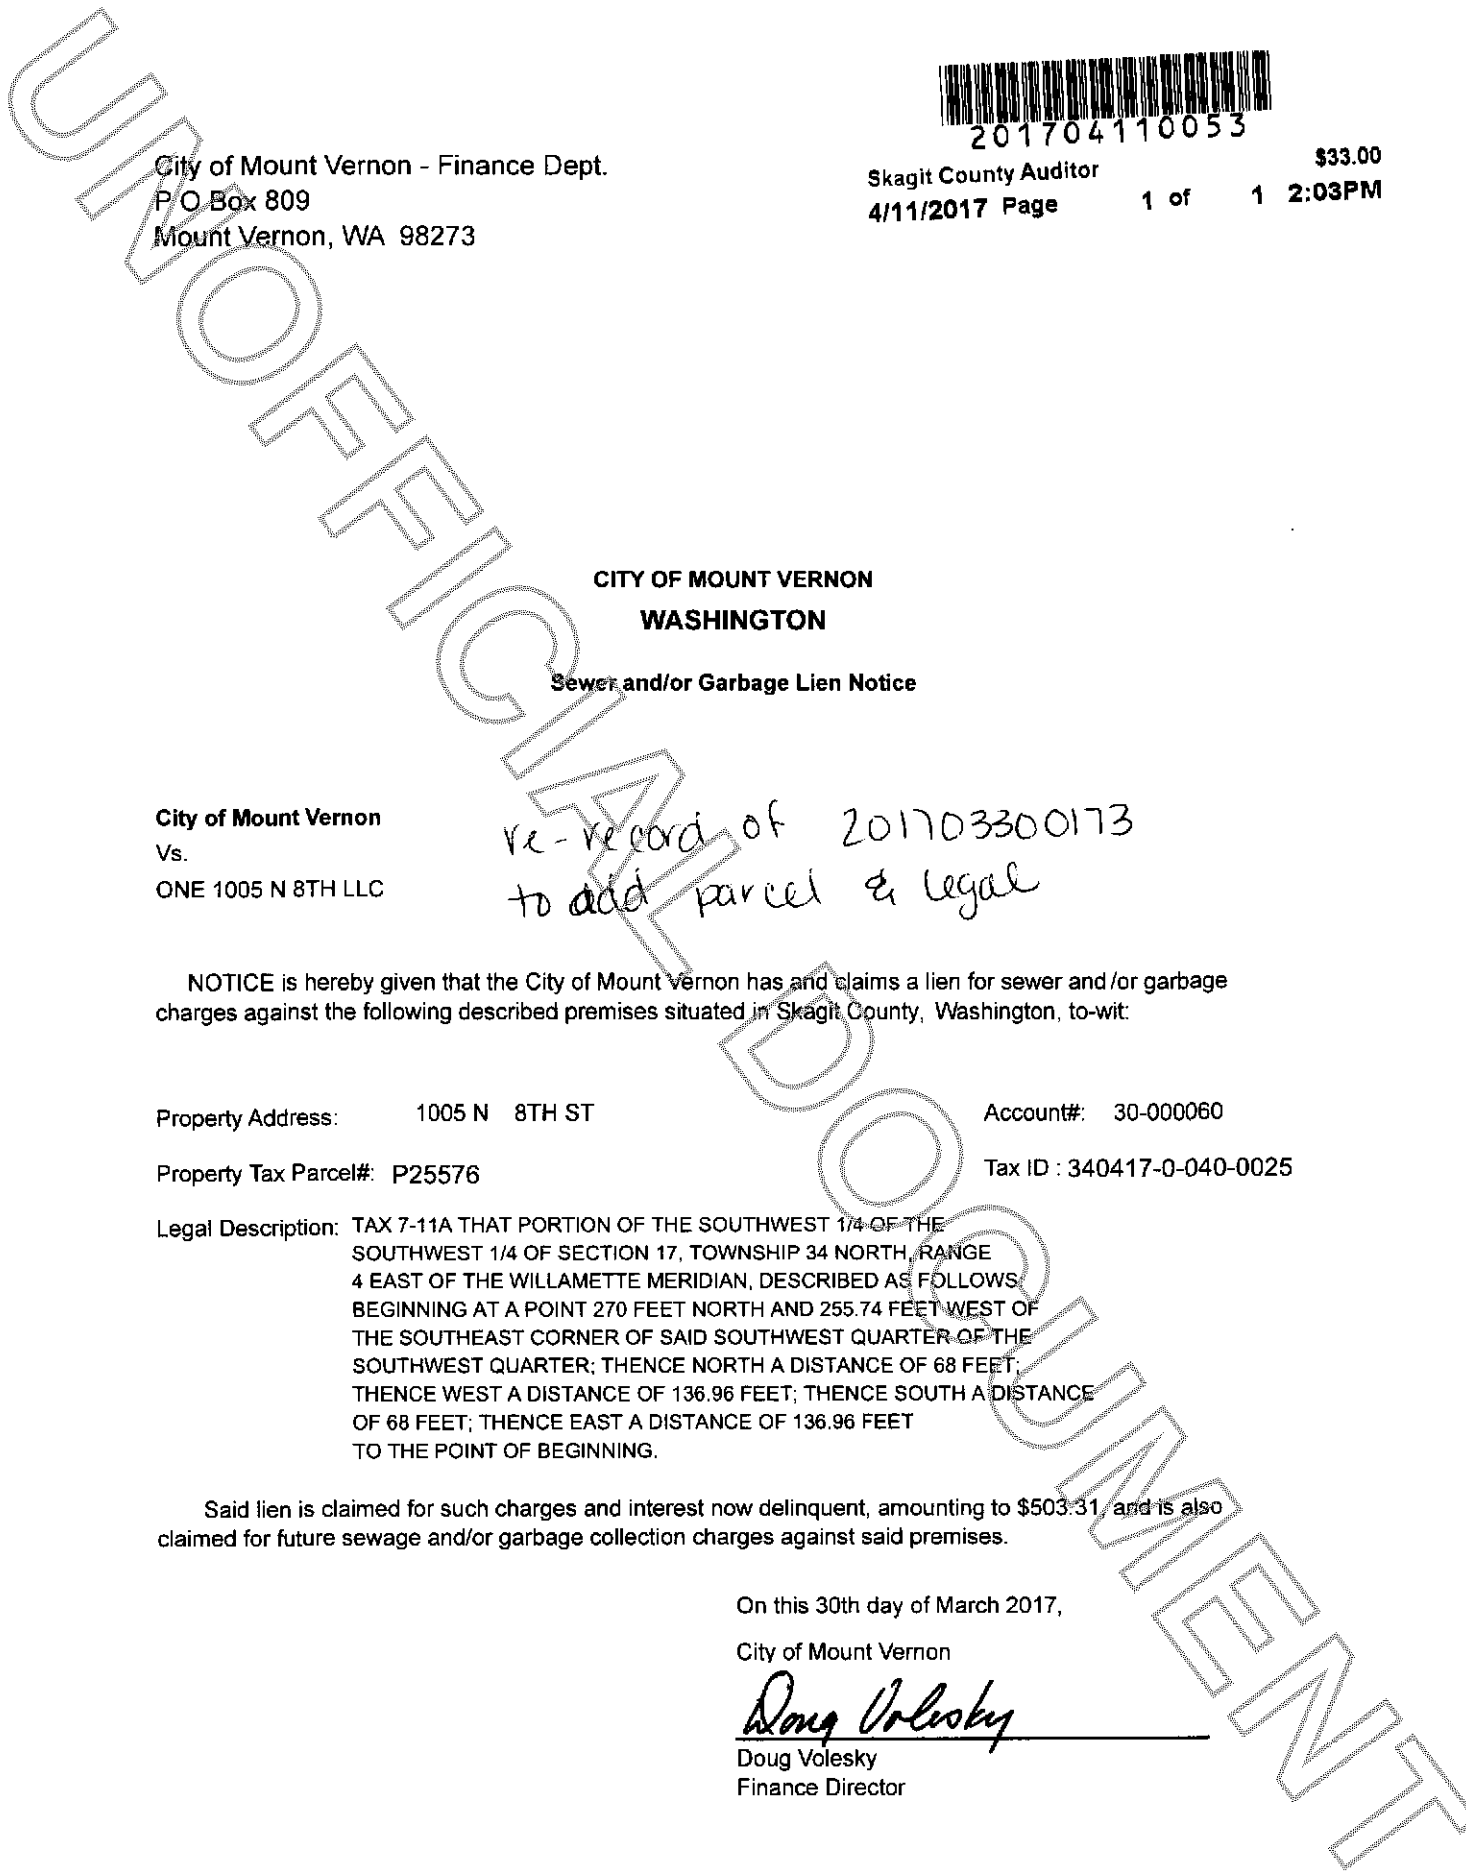 201704110053
Skagit County Auditor $33.00
4/11/2017 Page 1 of 1 2:03PM
City of Mount Vernon - Finance Dept.
P O Box 809
Mount Vernon, WA 98273
CITY OF MOUNT VERNON
WASHINGTON
Sewer and/or Garbage Lien Notice
City of Mount Vernon
Vs.
ONE 1005 N 8TH LLC
re-record of 201703300173
to add parcel & legal
NOTICE is hereby given that the City of Mount Vernon has and claims a lien for sewer and/or garbage
charges against the following described premises situated in Skagit County, Washington, to-wit:
Property Address: 1005 N 8TH ST Account#: 30-000060
Property Tax Parcel#: P25576 Tax ID : 340417-0-040-0025
Legal Description: TAX 7-11A THAT PORTION OF THE SOUTHWEST 1/4 OF THE
SOUTHWEST 1/4 OF SECTION 17, TOWNSHIP 34 NORTH, RANGE
4 EAST OF THE WILLAMETTE MERIDIAN, DESCRIBED AS FOLLOWS:
BEGINNING AT A POINT 270 FEET NORTH AND 255.74 FEET WEST OF
THE SOUTHEAST CORNER OF SAID SOUTHWEST QUARTER OF THE
SOUTHWEST QUARTER; THENCE NORTH A DISTANCE OF 68 FEET;
THENCE WEST A DISTANCE OF 136.96 FEET; THENCE SOUTH A DISTANCE
OF 68 FEET; THENCE EAST A DISTANCE OF 136.96 FEET
TO THE POINT OF BEGINNING.
Said lien is claimed for such charges and interest now delinquent, amounting to $503.31, and is also
claimed for future sewage and/or garbage collection charges against said premises.
On this 30th day of March 2017,
City of Mount Vernon
Doug Volesky
Doug Volesky
Finance Director
UNOFFICIAL DOCUMENT